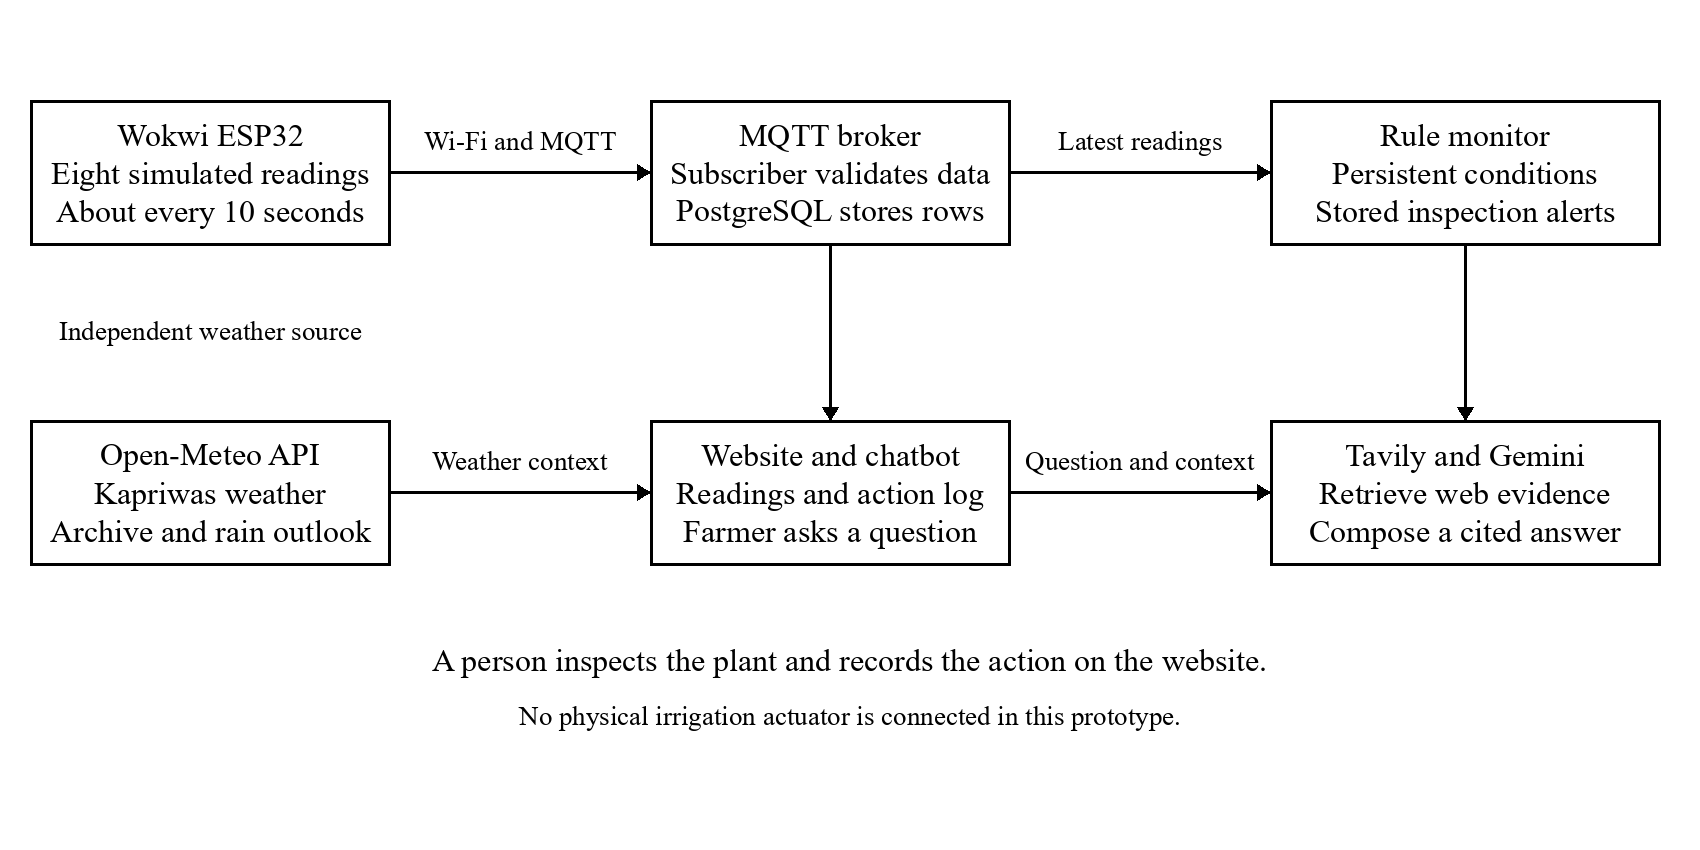 Wokwi ESP32
Eight simulated readings
About every 10 seconds
Wi-Fi and MQTT
MQTT broker
Subscriber validates data
PostgreSQL stores rows
Latest readings
Rule monitor
Persistent conditions
Stored inspection alerts
Independent weather source
Open-Meteo API
Kapriwas weather
Archive and rain outlook
Weather context
Website and chatbot
Readings and action log
Farmer asks a question
Question and context
Tavily and Gemini
Retrieve web evidence
Compose a cited answer
A person inspects the plant and records the action on the website.
No physical irrigation actuator is connected in this prototype.